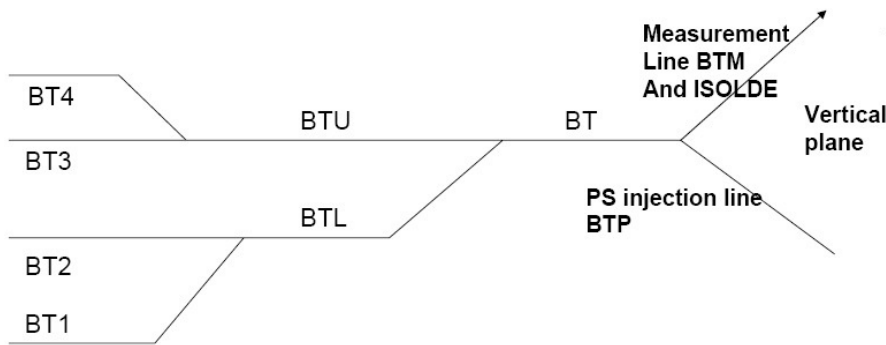 Measurement
Line BTM
And ISOLDE
BT4
BTU
BT
Vertical
plane
BT3
PS injection line
BTP
BTL
BT2
BT1